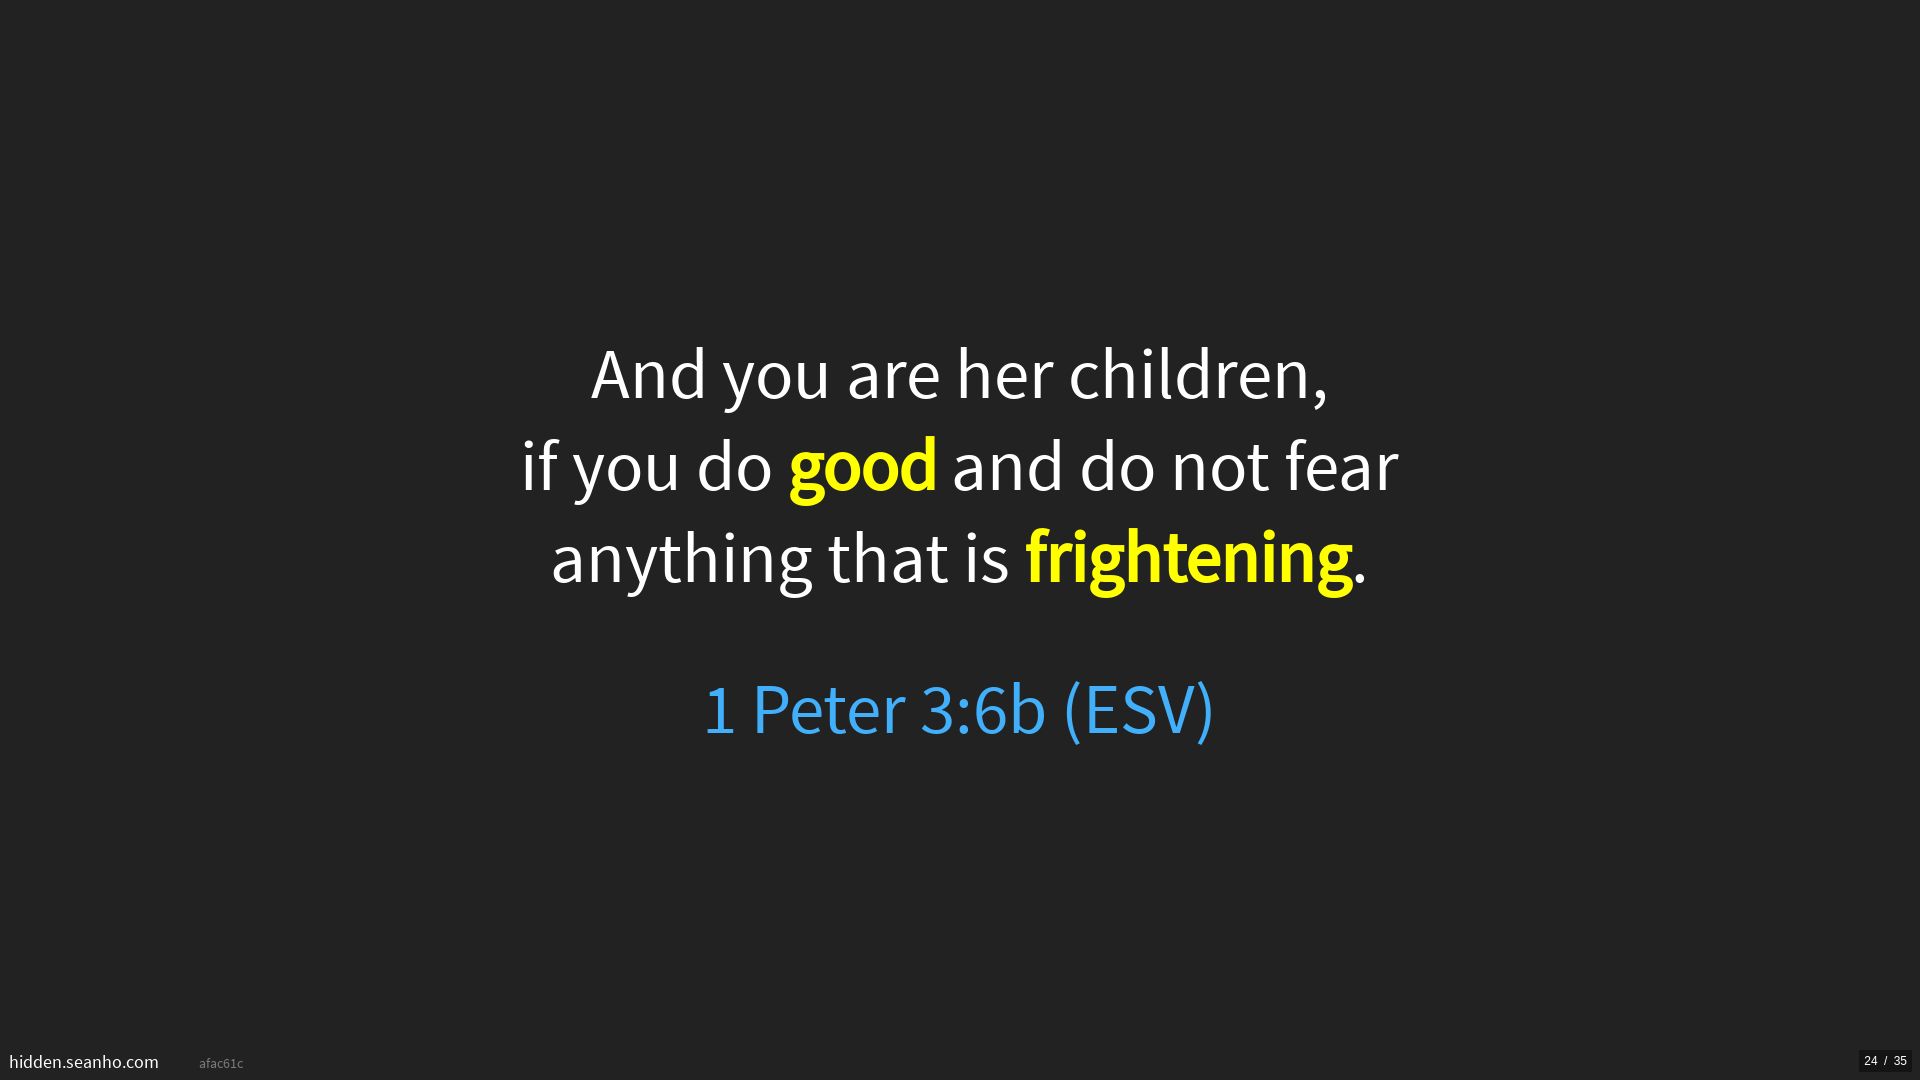 And you are her children,
if you do good and do not fear
anything that is frightening.
1 Peter 3:6b (ESV)
hidden.seanho.com
afac61c
24 / 35